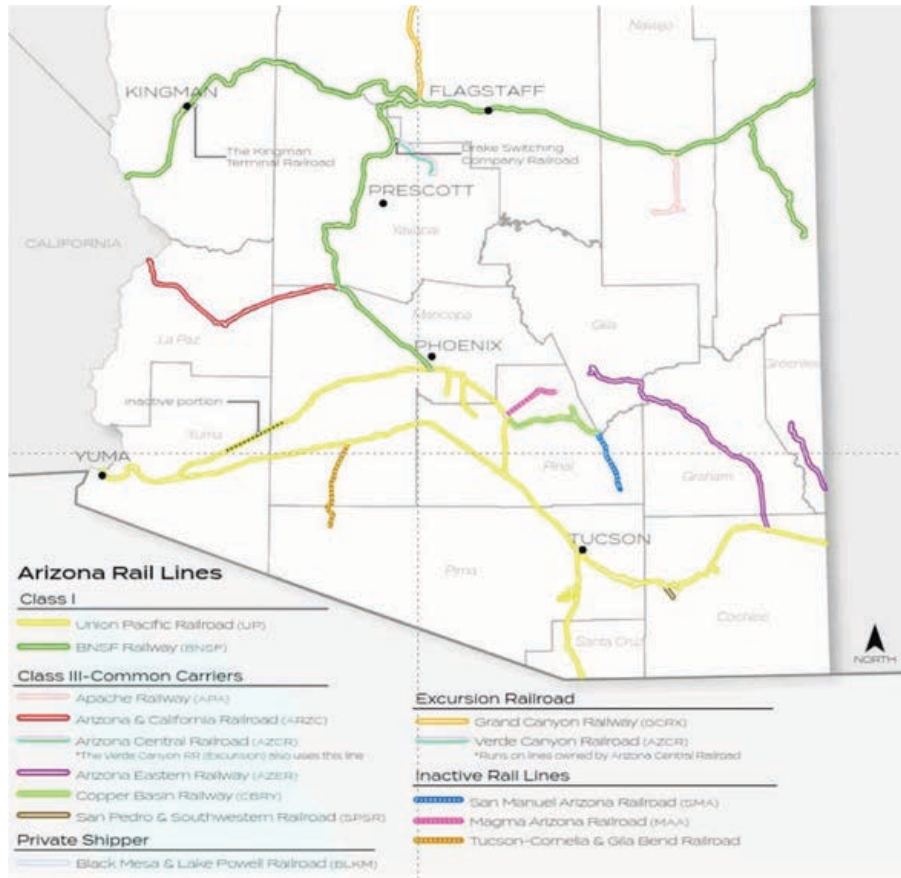 Navajo
KINGMAN
FLAGSTAFF
The Kingman
Terminal Railroad
Drake Switching
Company Railroad
PRESCOTT
Yavapai
CALIFORNIA
Maricopa
Gila
La Paz
PHOENIX
Greenlee
inactive portion
Yuma
YUMA
Pinal
Graham
TUCSON
Pima
Cochise
Santa Cruz
NORTH
Arizona Rail Lines
Class I
Union Pacific Railroad (UP)
BNSF Railway (BNSF)
Class III-Common Carriers
Apache Railway (APA)
Arizona & California Railroad (ARZC)
Arizona Central Railroad (AZCR)
*The Verde Canyon RR (Excursion) also uses this line
Arizona Eastern Railway (AZER)
Copper Basin Railway (CBRY)
San Pedro & Southwestern Railroad (SPSR)
Private Shipper
Black Mesa & Lake Powell Railroad (BLKM)
Excursion Railroad
Grand Canyon Railway (GCRX)
Verde Canyon Railroad (AZCR)
*Runs on lines owned by Arizona Central Railroad
Inactive Rail Lines
San Manuel Arizona Railroad (SMA)
Magma Arizona Railroad (MAA)
Tucson-Cornelia & Gila Bend Railroad